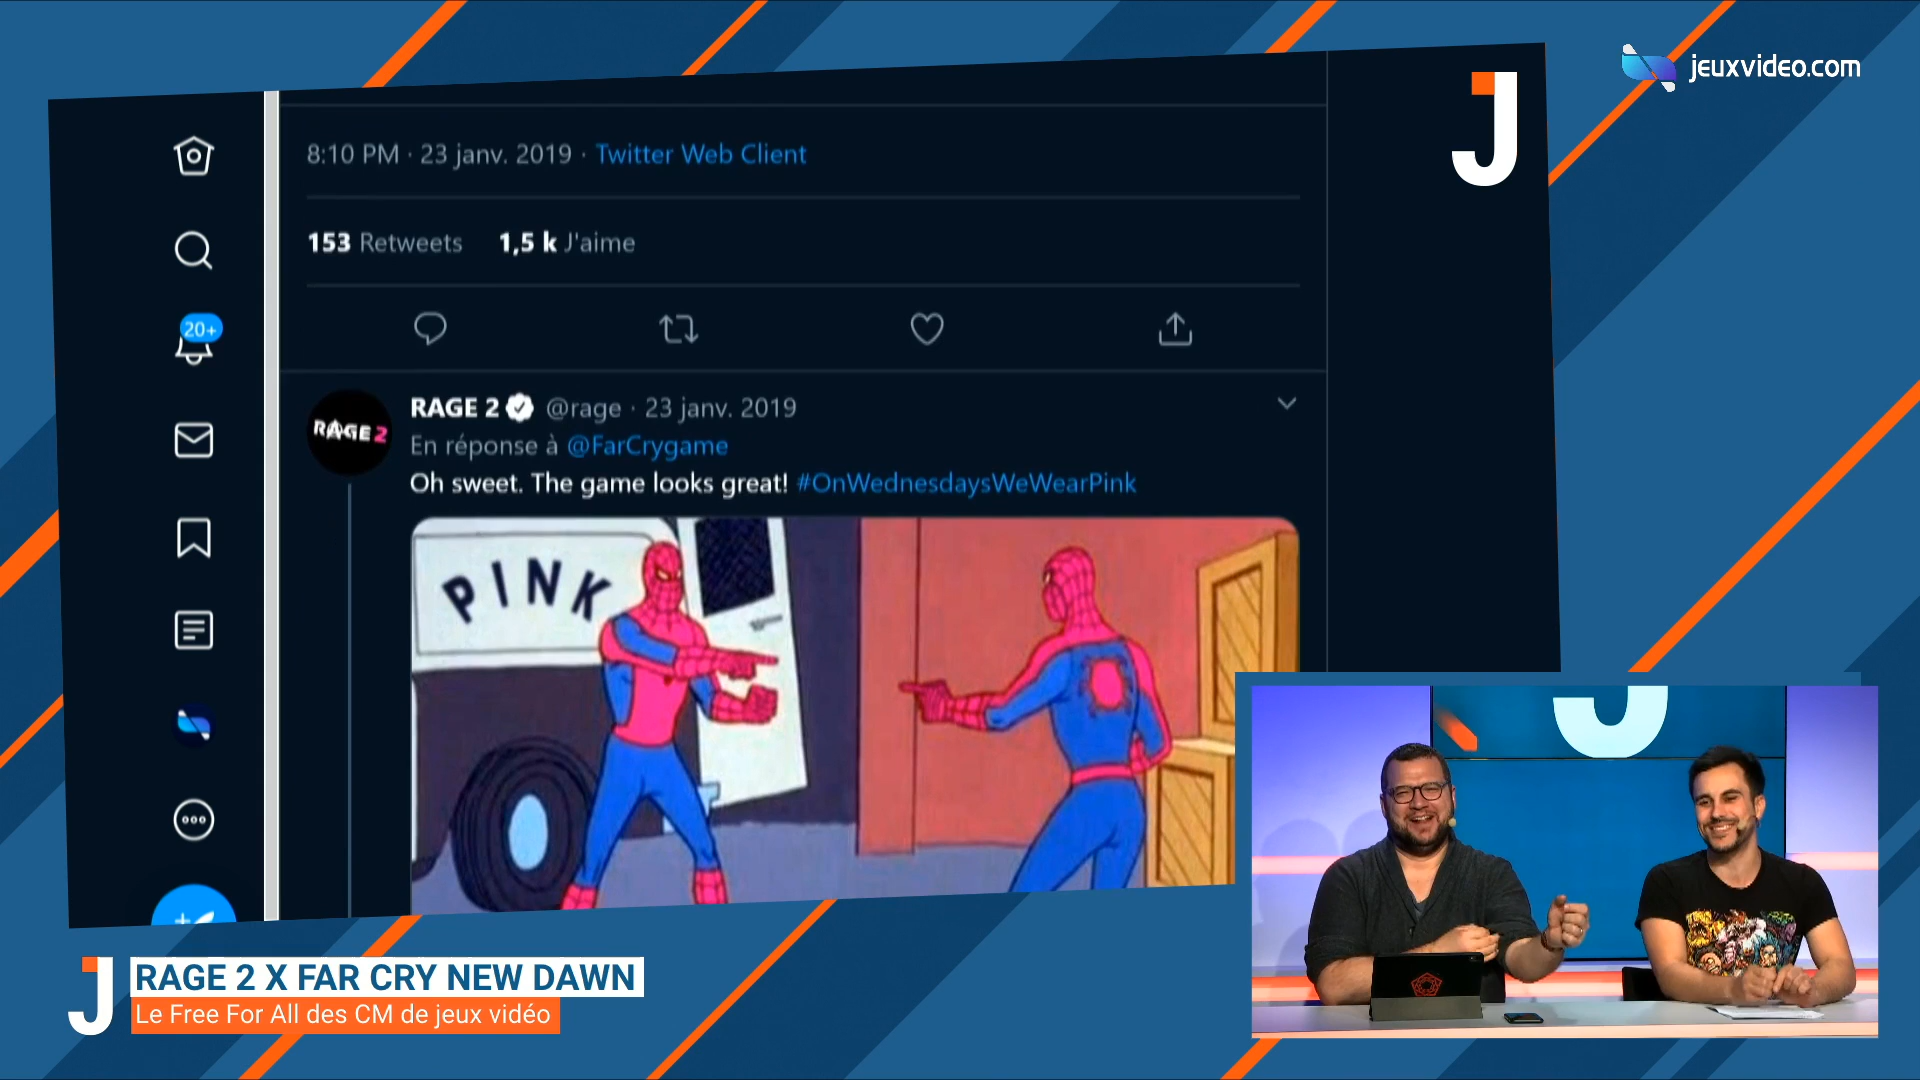 jeuxvideo.com
J
8:10 PM · 23 janv. 2019 · Twitter Web Client
153 Retweets 1,5 k J'aime
20+
RAGE 2
RAGE 2 @rage · 23 janv. 2019
En réponse à @FarCrygame
Oh sweet. The game looks great! #OnWednesdaysWeWearPink
PINK
J
J
RAGE 2 X FAR CRY NEW DAWN
Le Free For All des CM de jeux vidéo